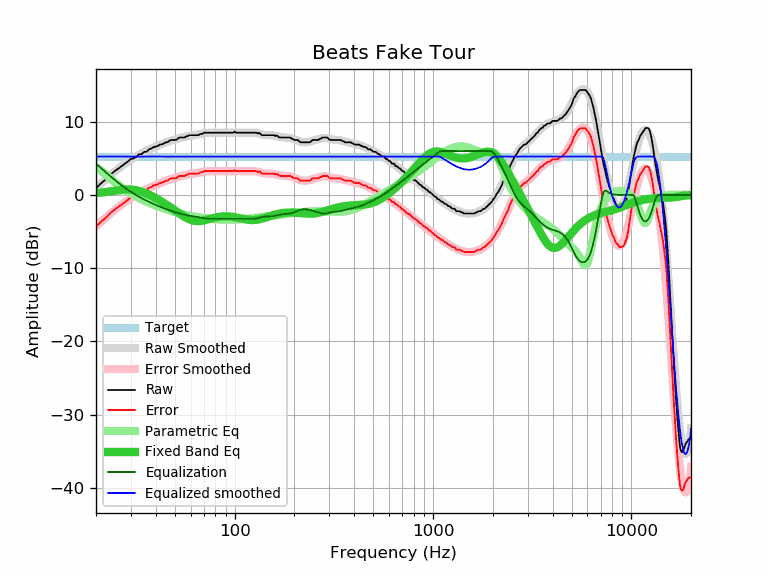 Beats Fake Tour
Amplitude (dBr)
10
0
−10
−20
−30
−40
Target
Raw Smoothed
Error Smoothed
Raw
Error
Parametric Eq
Fixed Band Eq
Equalization
Equalized smoothed
100
1000
10000
Frequency (Hz)